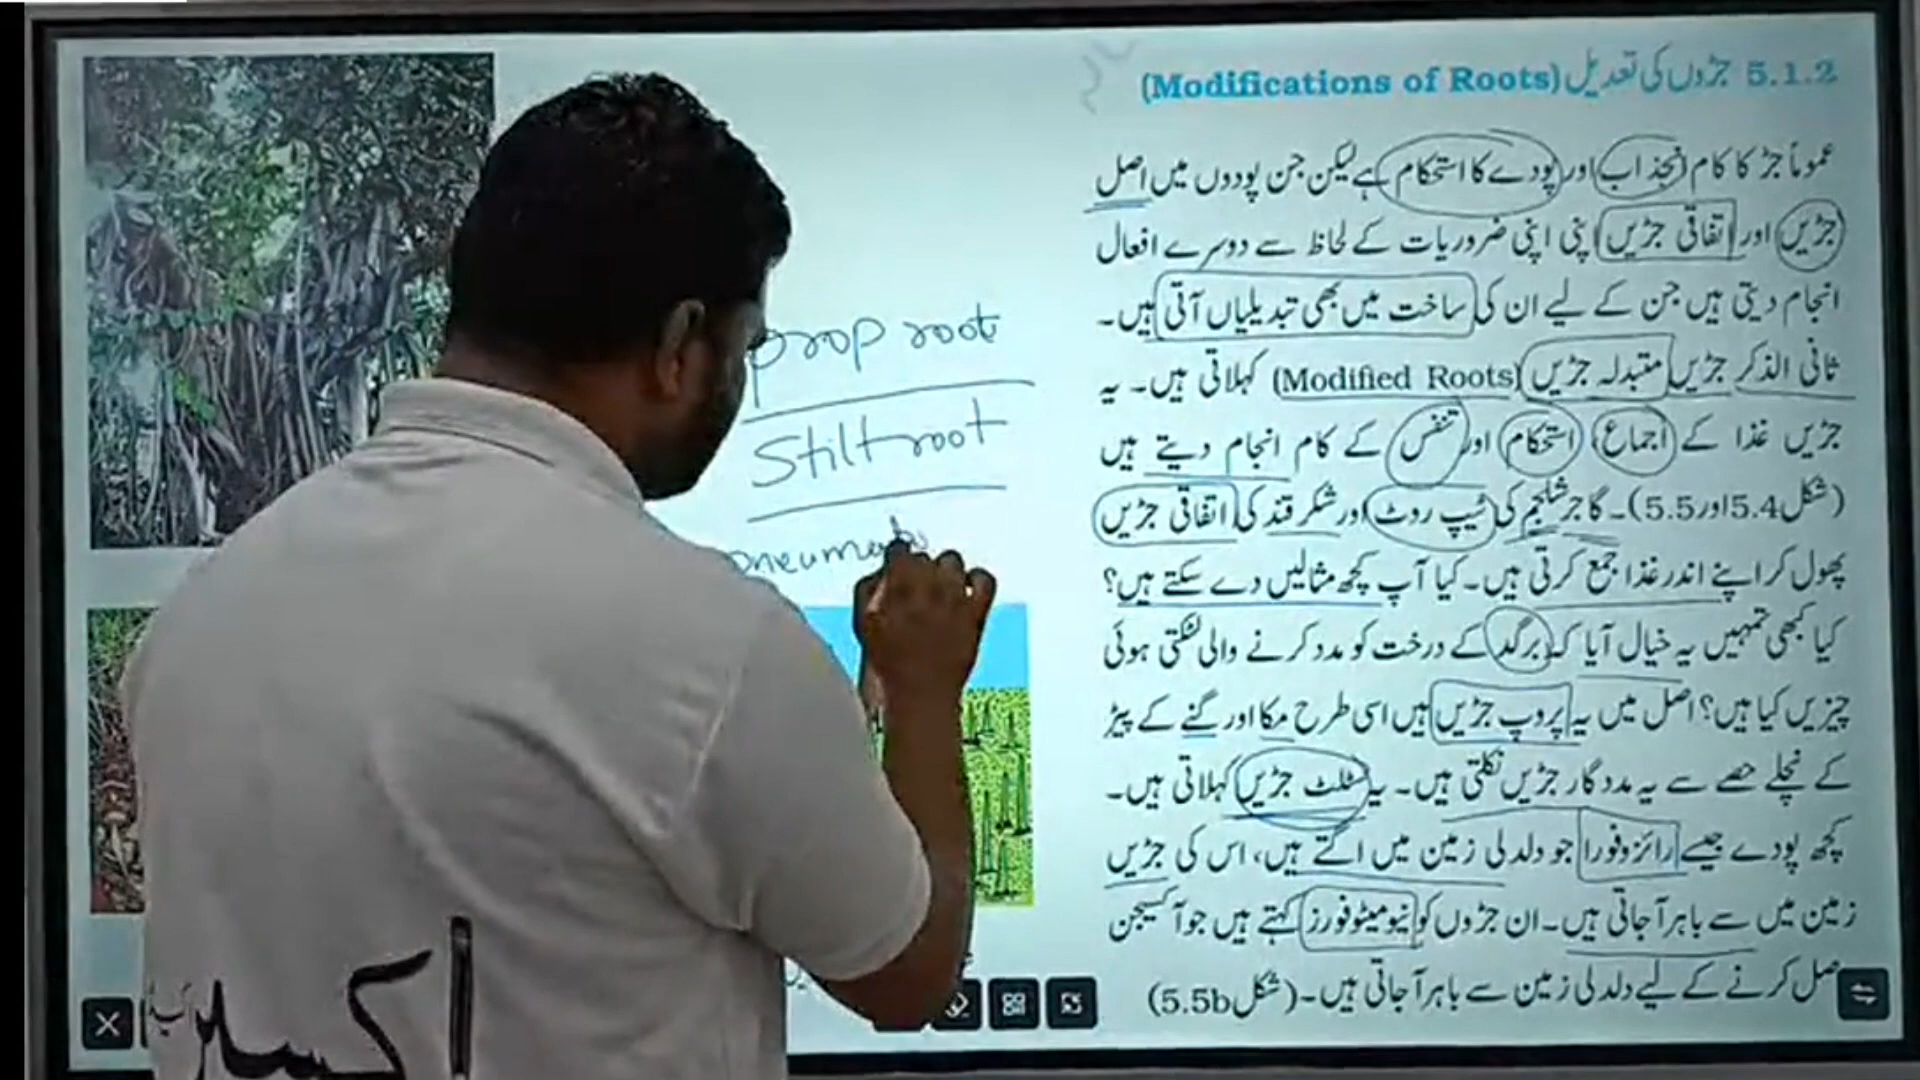 5.1.2 جڑوں کی تعدیل (Modifications of Roots)
عموماً جڑ کا کام انجذاب اور پودے کا استحکام ہے لیکن جن پودوں میں اصل
جڑیں اور اتفاقی جڑیں اپنی اپنی ضروریات کے لحاظ سے دوسرے افعال
انجام دیتی ہیں جن کے لیے ان کی ساخت میں بھی تبدیلیاں آتی ہیں۔
ثانی الذکر جڑیں متبدلہ جڑیں (Modified Roots) کہلاتی ہیں۔ یہ
جڑیں غذا کے اجماع، استحکام اور تنفس کے کام انجام دیتے ہیں
(شکل 5.4 اور 5.5)۔ گاجر شلجم کی ٹیپ روٹ اور شکر قند کی اتفاقی جڑیں
پھول کر اپنے اندر غذا جمع کرتی ہیں۔ کیا آپ کچھ مثالیں دے سکتے ہیں؟
کیا کبھی تمہیں یہ خیال آیا کہ برگد کے درخت کو مدد کرنے والی لٹکتی ہوئی
چیزیں کیا ہیں؟ اصل میں یہ پروپ جڑیں ہیں اسی طرح مکا اور گنے کے پیڑ
کے نچلے حصے سے یہ مددگار جڑیں نکلتی ہیں۔ یہ سٹلٹ جڑیں کہلاتی ہیں۔
کچھ پودے جیسے رائزوفورا جو دلدلی زمین میں اگتے ہیں، اس کی جڑیں
زمین میں سے باہر آجاتی ہیں۔ ان جڑوں کو نیومیٹوفورز کہتے ہیں جو آکسیجن
صل کرنے کے لیے دلدلی زمین سے باہر آجاتی ہیں۔ (شکل 5.5b)
prop root
Stilt root
pneumato